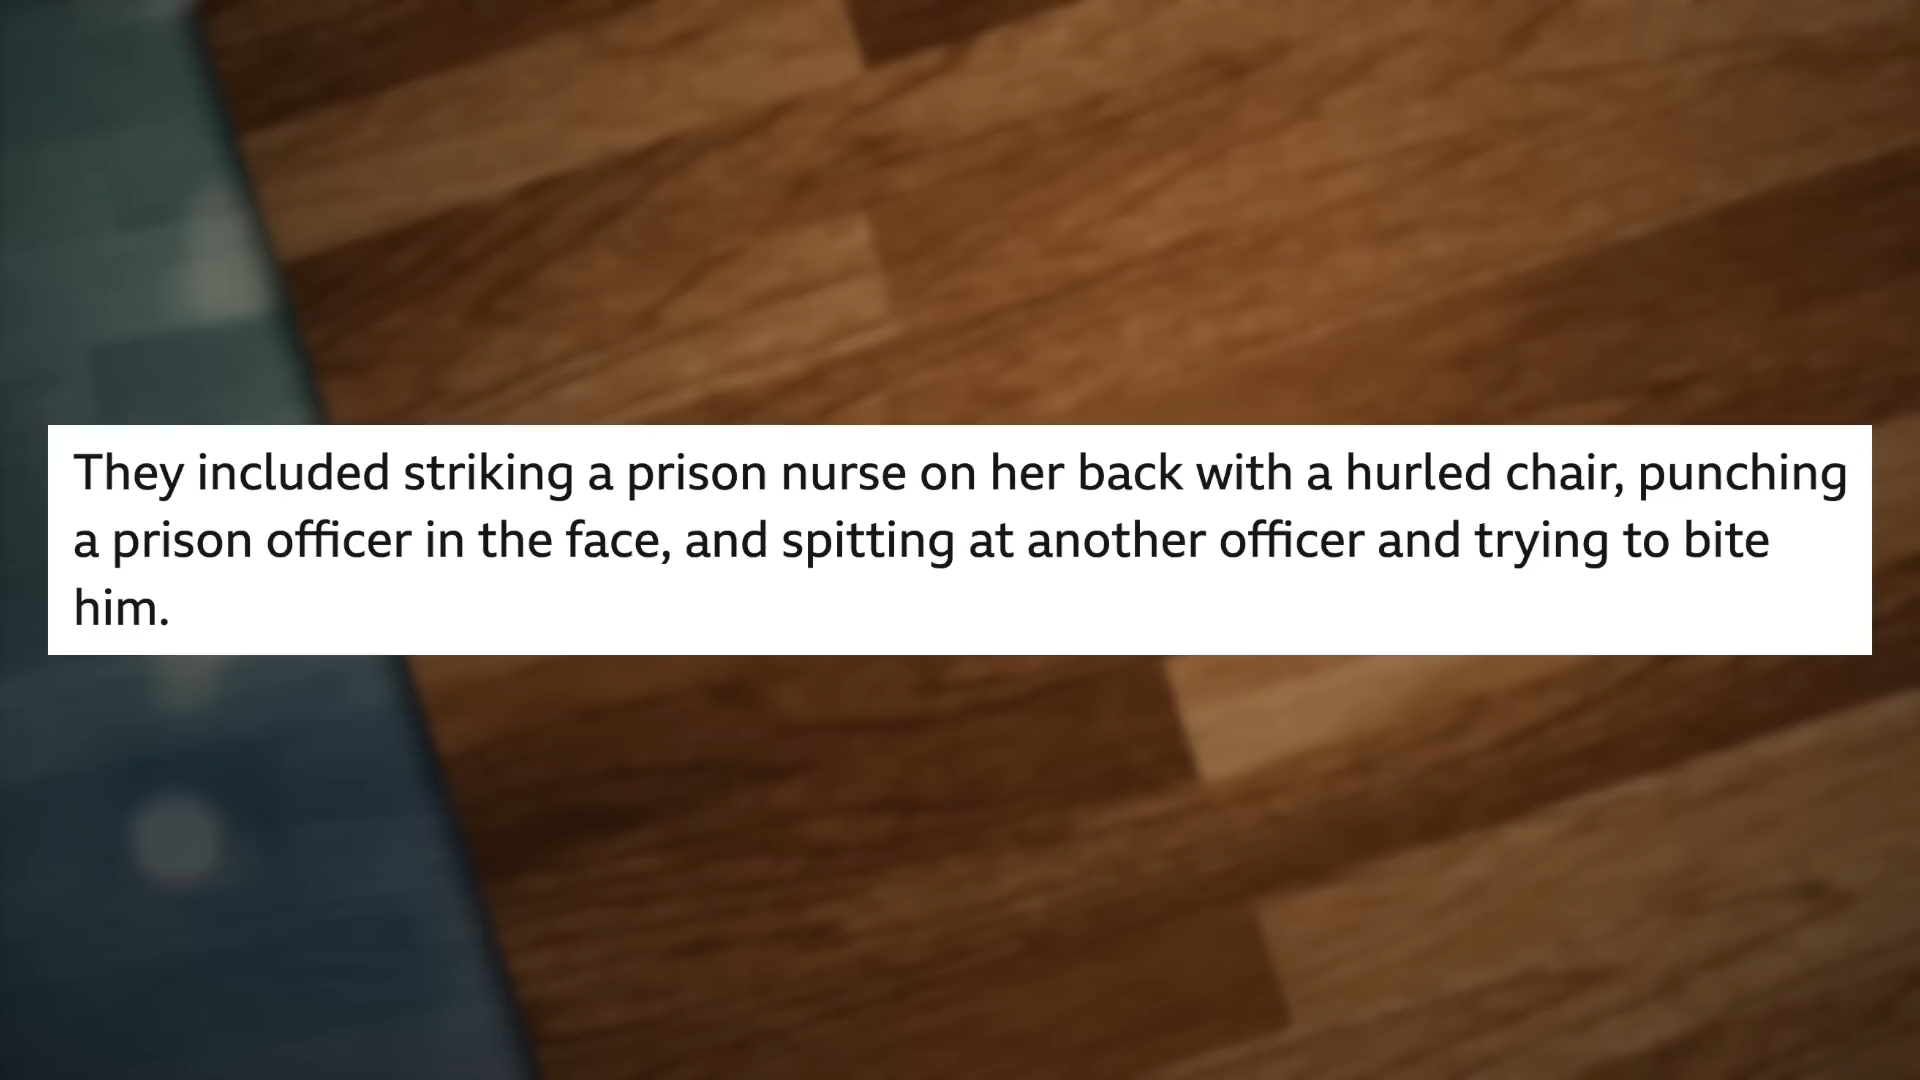 They included striking a prison nurse on her back with a hurled chair, punching
a prison officer in the face, and spitting at another officer and trying to bite
him.